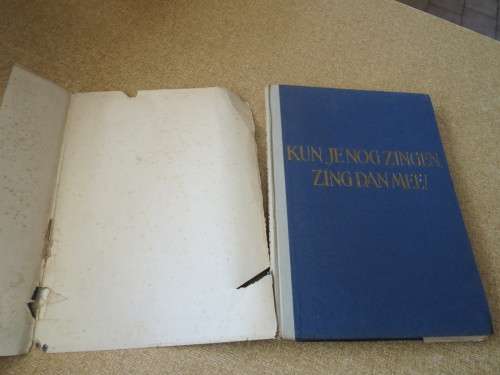 KUN JE NOG ZINGEN,
ZING DAN MEE!